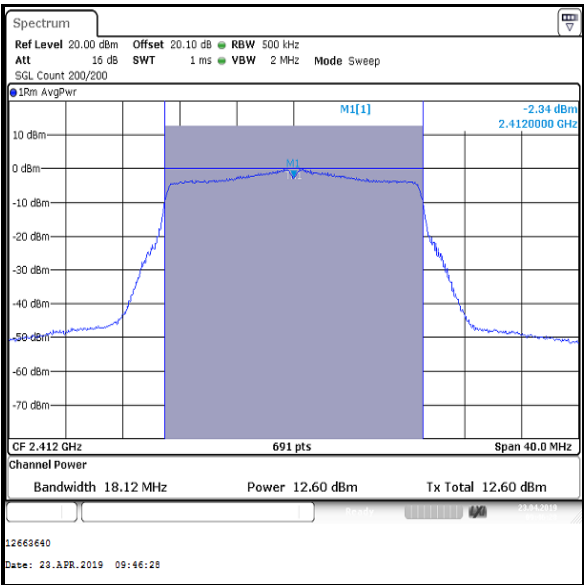 Spectrum
Ref Level 20.00 dBm Offset 20.10 dB RBW 500 kHz
Att 16 dB SWT 1 ms VBW 2 MHz Mode Sweep
SGL Count 200/200
1Rm AvgPwr
M1[1] -2.34 dBm
2.4120000 GHz
10 dBm
0 dBm
M1
-10 dBm
-20 dBm
-30 dBm
-40 dBm
-50 dBm
-60 dBm
-70 dBm
CF 2.412 GHz 691 pts Span 40.0 MHz
Channel Power
Bandwidth 18.12 MHz Power 12.60 dBm Tx Total 12.60 dBm
Ready 23.04.2019
12663640
Date: 23.APR.2019 09:46:28